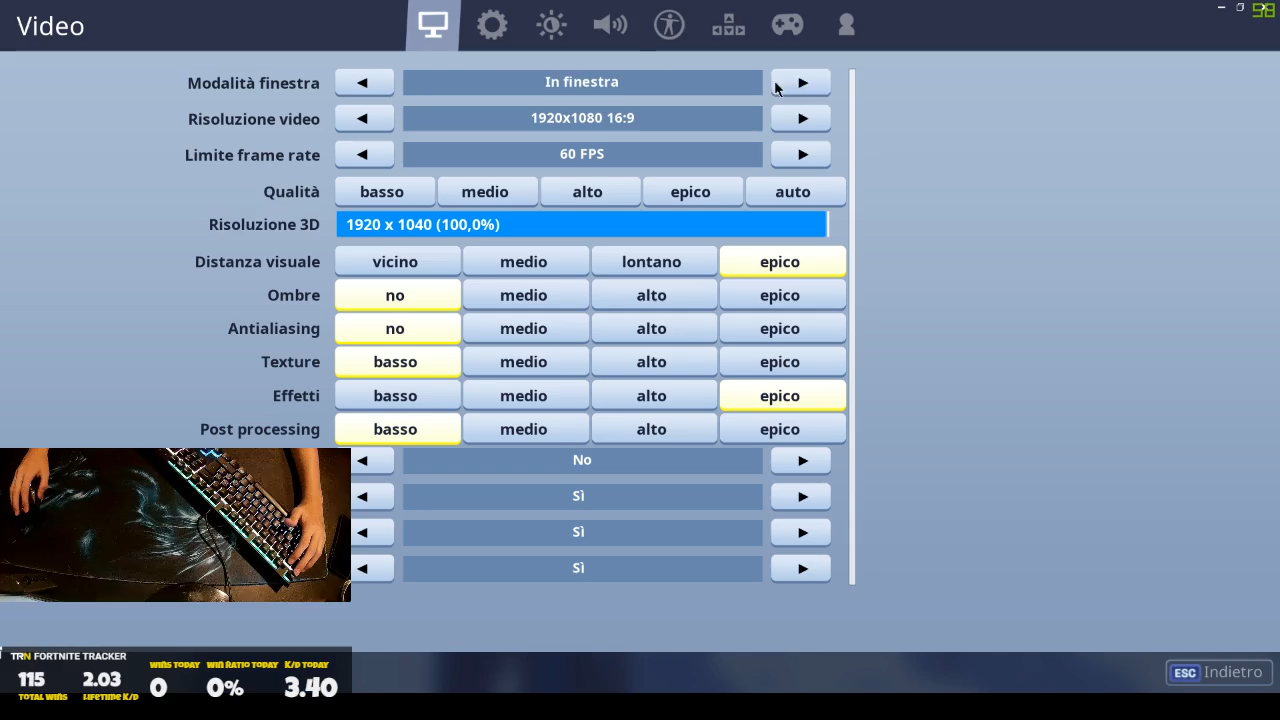 Video
58
Modalità finestra ◄ In finestra ►
Risoluzione video ◄ 1920x1080 16:9 ►
Limite frame rate ◄ 60 FPS ►
Qualità basso medio alto epico auto
Risoluzione 3D 1920 x 1040 (100,0%)
Distanza visuale vicino medio lontano epico
Ombre no medio alto epico
Antialiasing no medio alto epico
Texture basso medio alto epico
Effetti basso medio alto epico
Post processing basso medio alto epico
◄ No ►
◄ Sì ►
◄ Sì ►
◄ Sì ►
TRN FORTNITE TRACKER
115 TOTAL WINS
2.03 LIFETIME K/D
WINS TODAY 0
WIN RATIO TODAY 0%
K/D TODAY 3.40
ESC Indietro